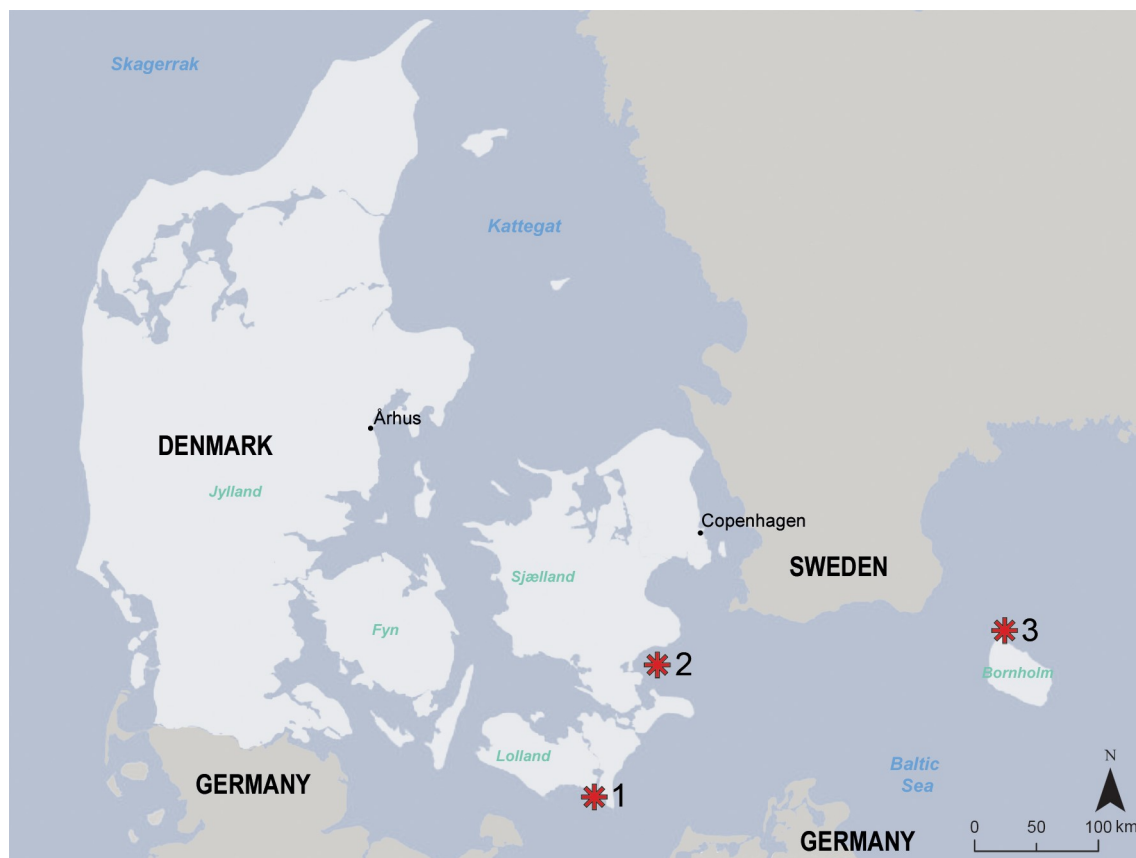 Skagerrak
Kattegat
Århus
DENMARK
Jylland
Copenhagen
Sjælland
SWEDEN
Fyn
3
2
Bornholm
Lolland
Baltic
Sea
N
GERMANY
1
0 50 100 km
GERMANY